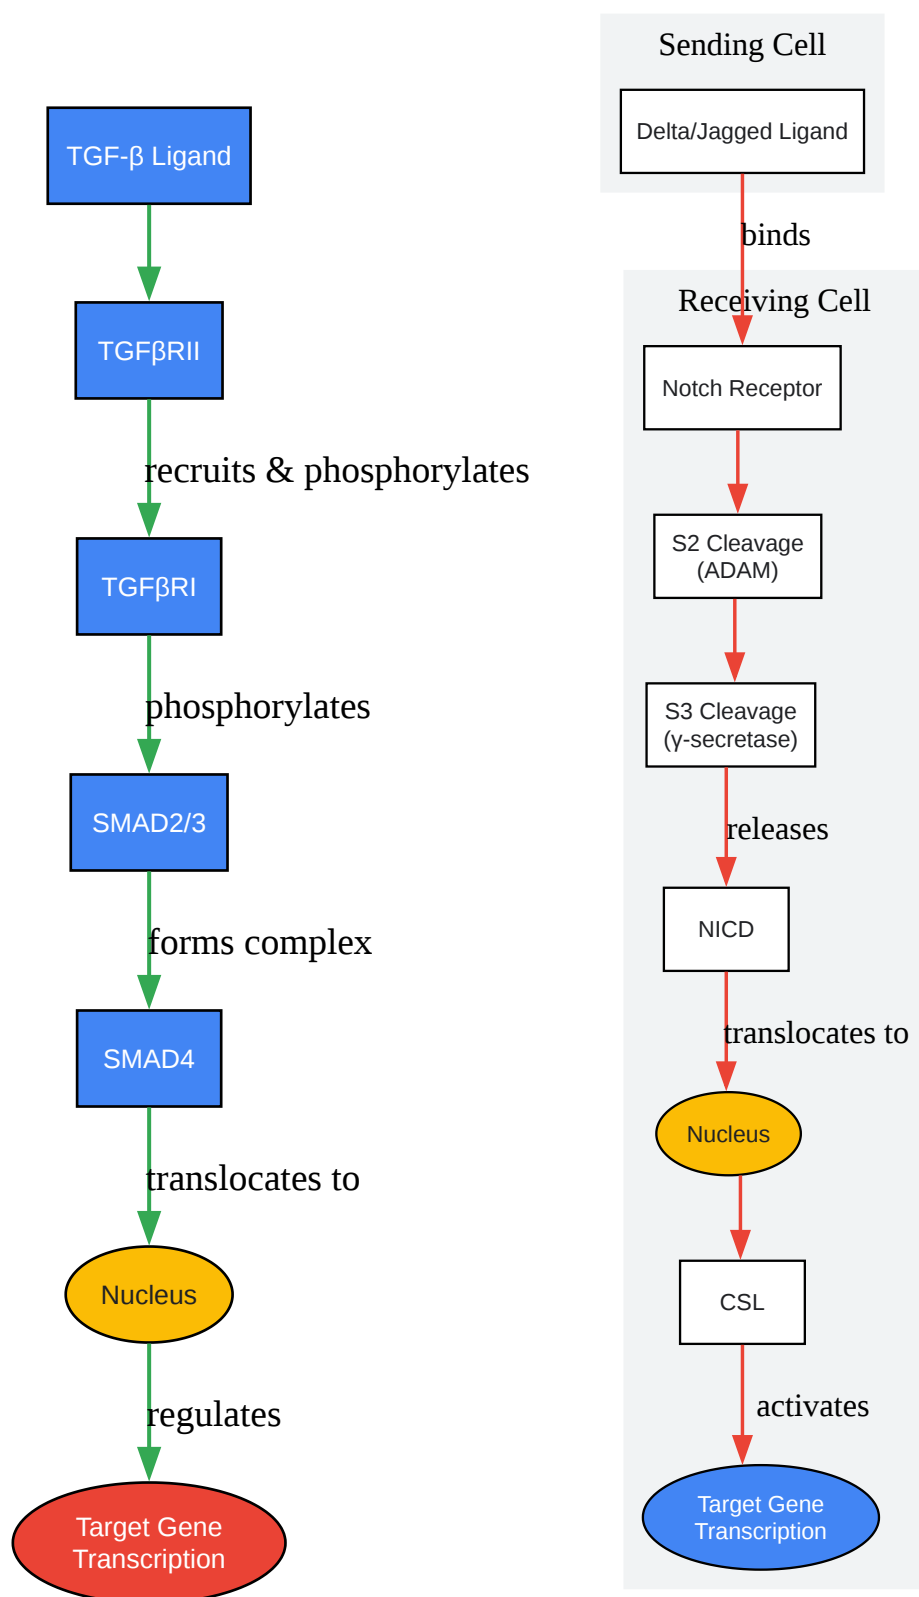 TGF-β Ligand
TGFβRII
recruits & phosphorylates
TGFβRI
phosphorylates
SMAD2/3
forms complex
SMAD4
translocates to
Nucleus
regulates
Target Gene
Transcription
Sending Cell
Delta/Jagged Ligand
binds
Receiving Cell
Notch Receptor
S2 Cleavage
(ADAM)
S3 Cleavage
(γ-secretase)
releases
NICD
translocates to
Nucleus
CSL
activates
Target Gene
Transcription